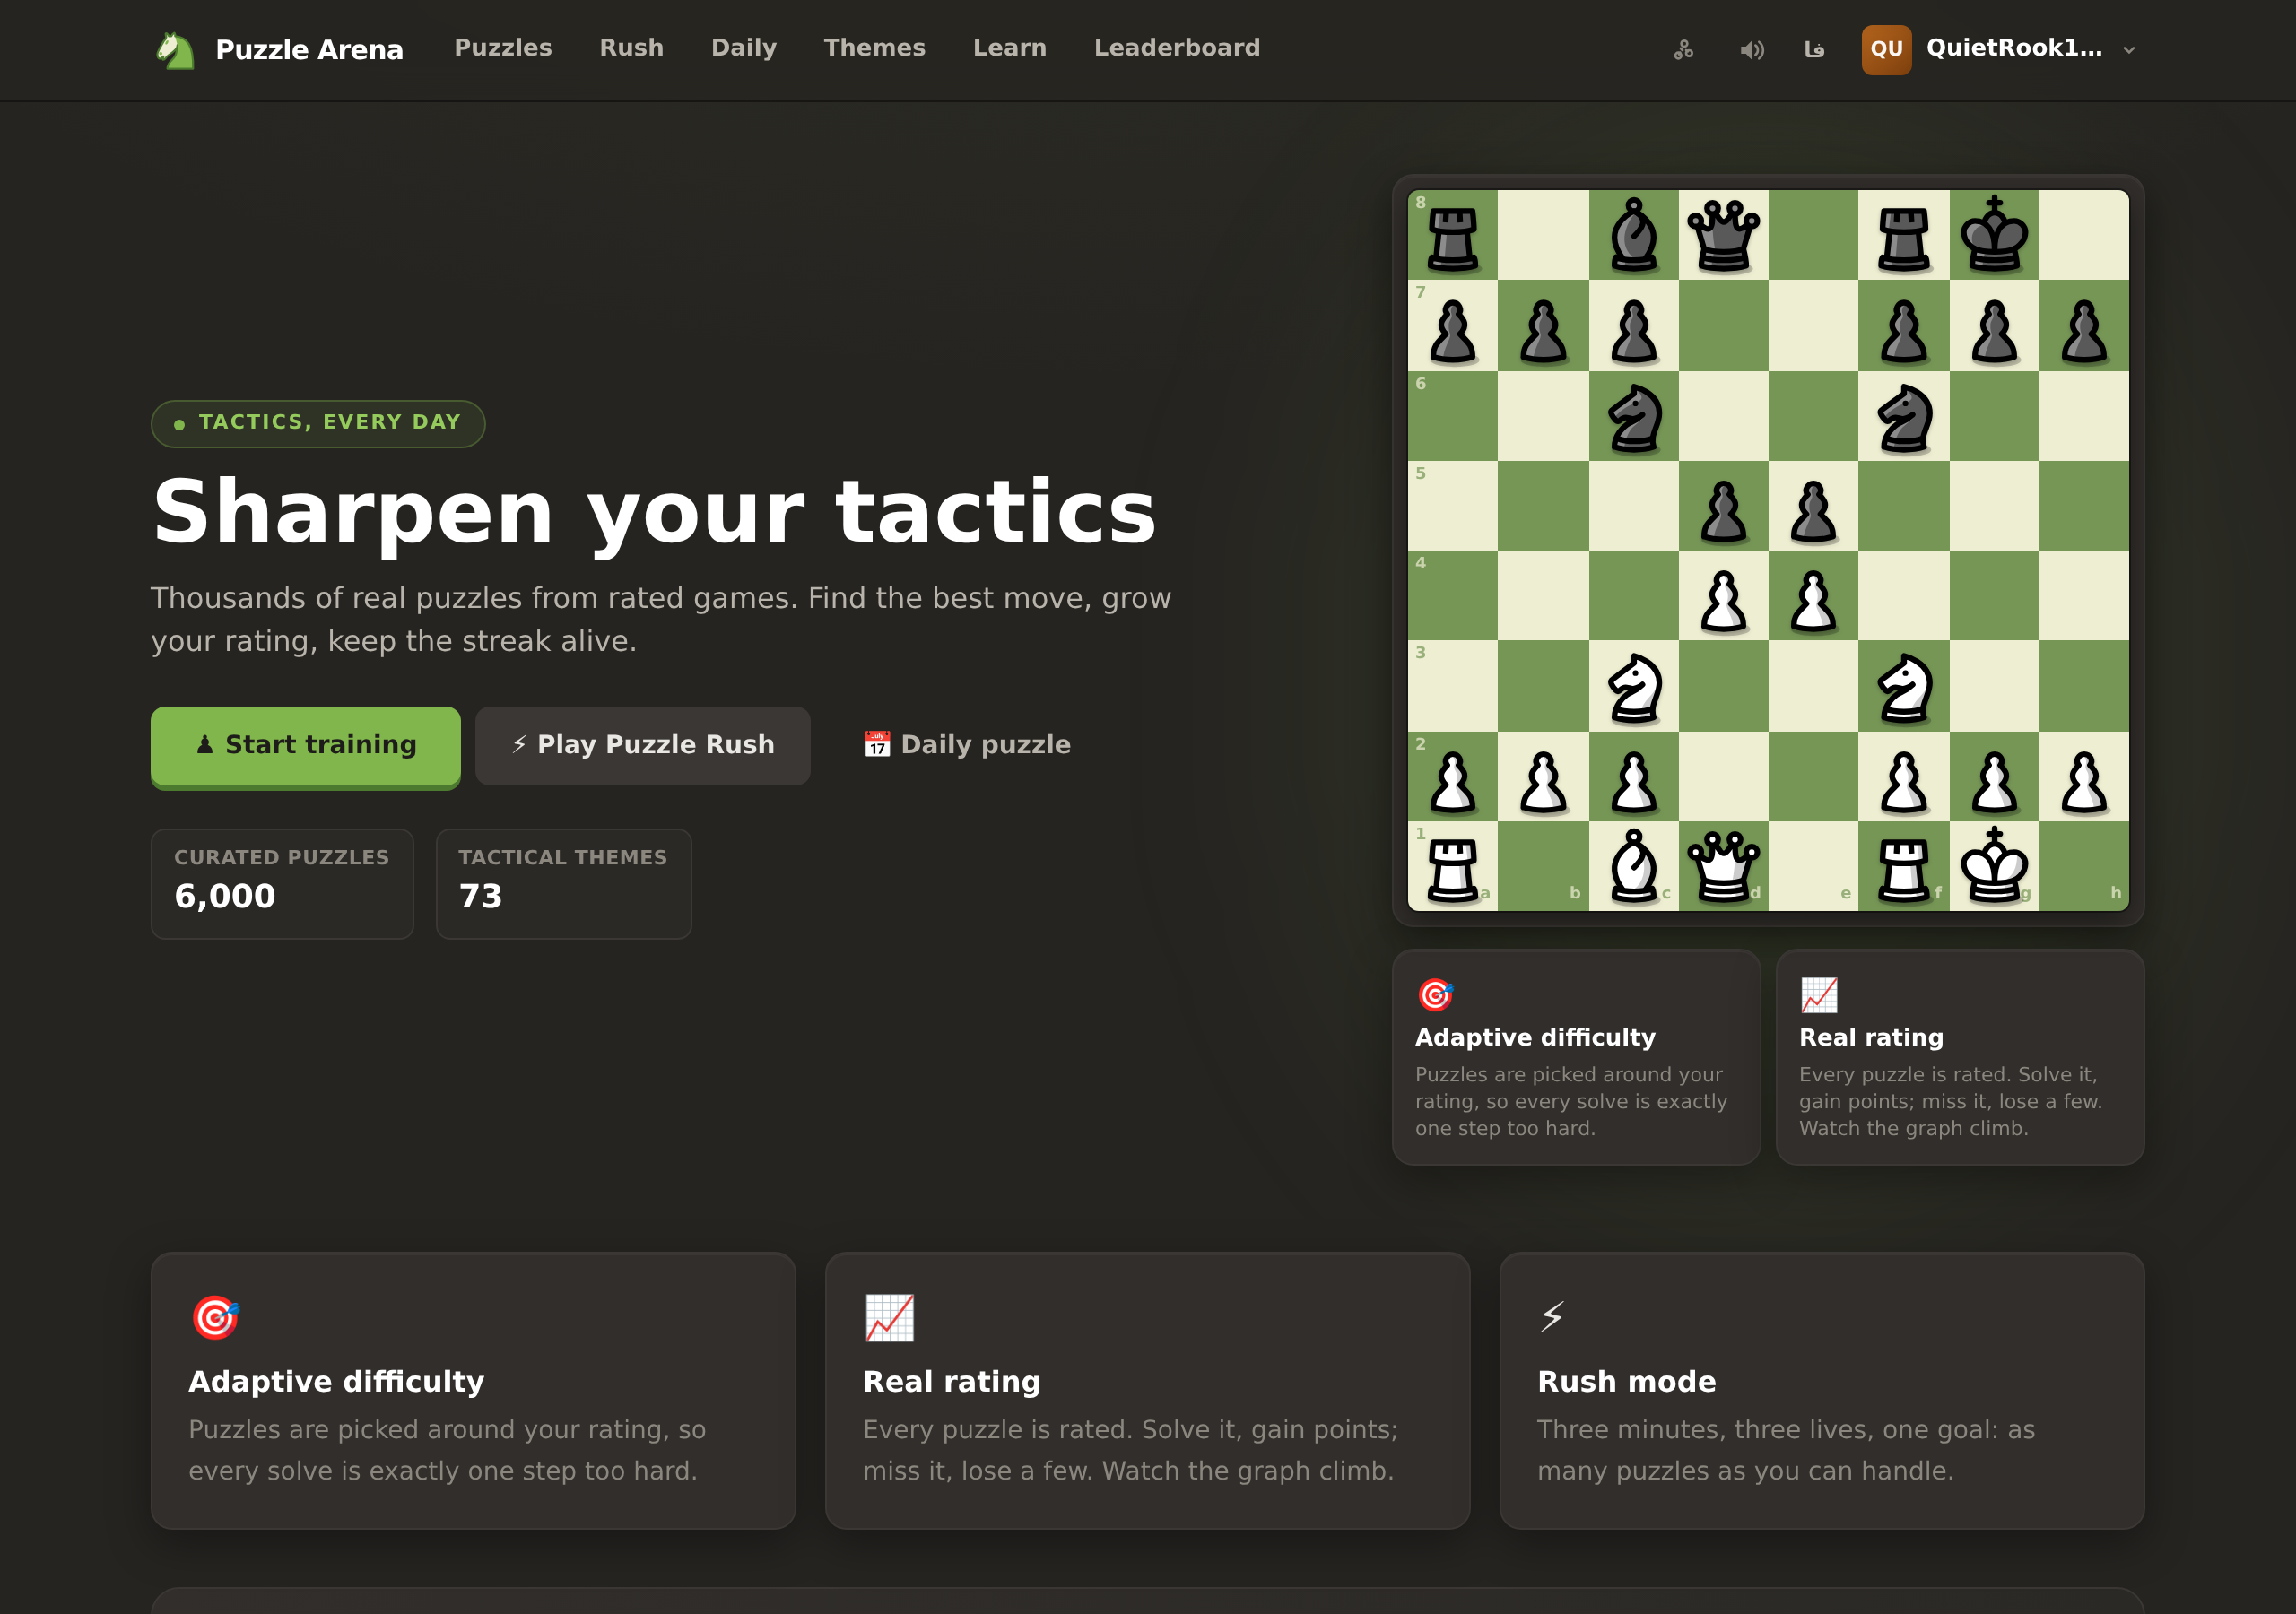 Puzzle Arena
Puzzles
Rush
Daily
Themes
Learn
Leaderboard
فا
QU
QuietRook1...
TACTICS, EVERY DAY
Sharpen your tactics
Thousands of real puzzles from rated games. Find the best move, grow
your rating, keep the streak alive.
Start training
Play Puzzle Rush
Daily puzzle
CURATED PUZZLES
6,000
TACTICAL THEMES
73
8
7
6
5
4
3
2
1
a
b
c
d
e
f
g
h
Adaptive difficulty
Puzzles are picked around your
rating, so every solve is exactly
one step too hard.
Real rating
Every puzzle is rated. Solve it,
gain points; miss it, lose a few.
Watch the graph climb.
Adaptive difficulty
Puzzles are picked around your rating, so
every solve is exactly one step too hard.
Real rating
Every puzzle is rated. Solve it, gain points;
miss it, lose a few. Watch the graph climb.
Rush mode
Three minutes, three lives, one goal: as
many puzzles as you can handle.